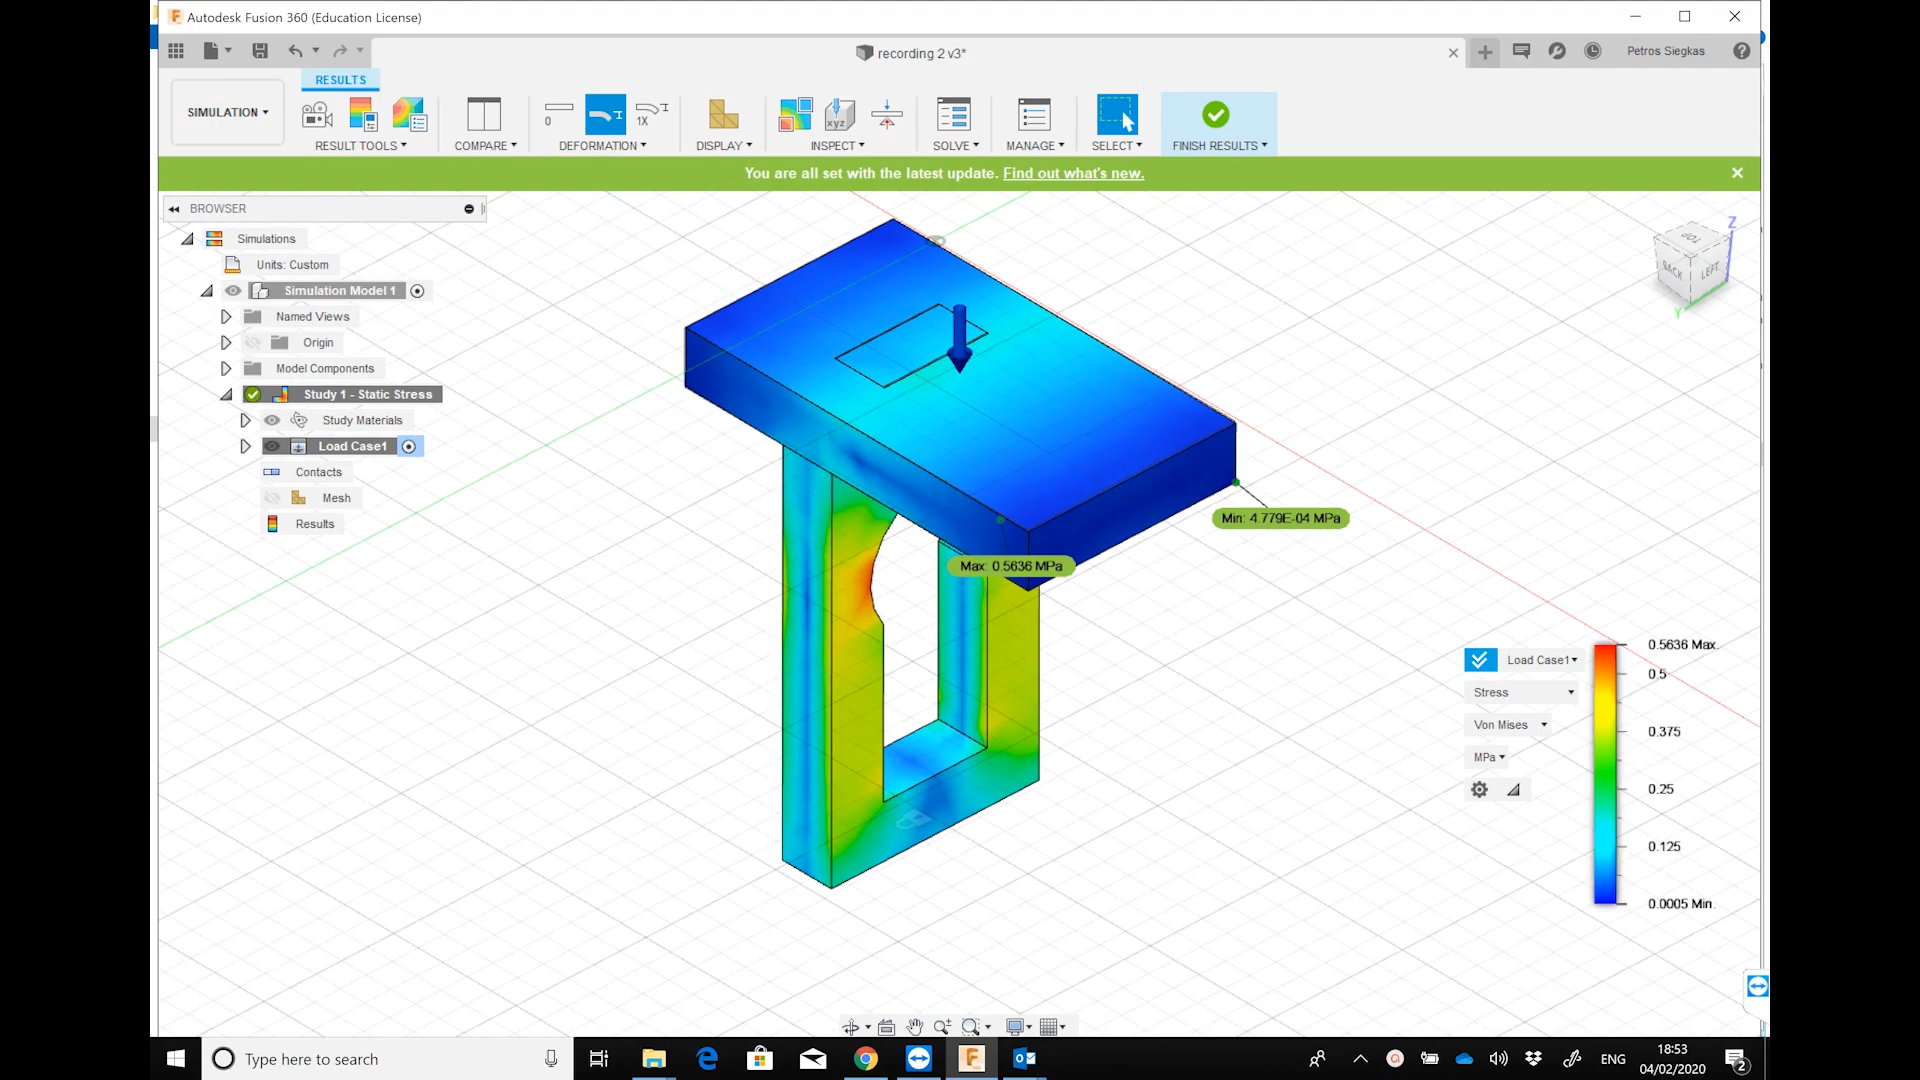 Autodesk Fusion 360 (Education License)
recording 2 v3*
Petros Siegkas
RESULTS
SIMULATION
0
1X
xyz
RESULT TOOLS
COMPARE
DEFORMATION
DISPLAY
INSPECT
SOLVE
MANAGE
SELECT
FINISH RESULTS
You are all set with the latest update. Find out what's new.
BROWSER
Simulations
Units: Custom
Simulation Model 1
Named Views
Origin
Model Components
Study 1 - Static Stress
Study Materials
Load Case1
Contacts
Mesh
Results
Z
TOP
BACK
LEFT
Y
Min: 4.779E-04 MPa
Max: 0.5636 MPa
Load Case1
Stress
Von Mises
MPa
0.5636 Max.
0.5
0.375
0.25
0.125
0.0005 Min.
Type here to search
ENG
18:53
04/02/2020
2